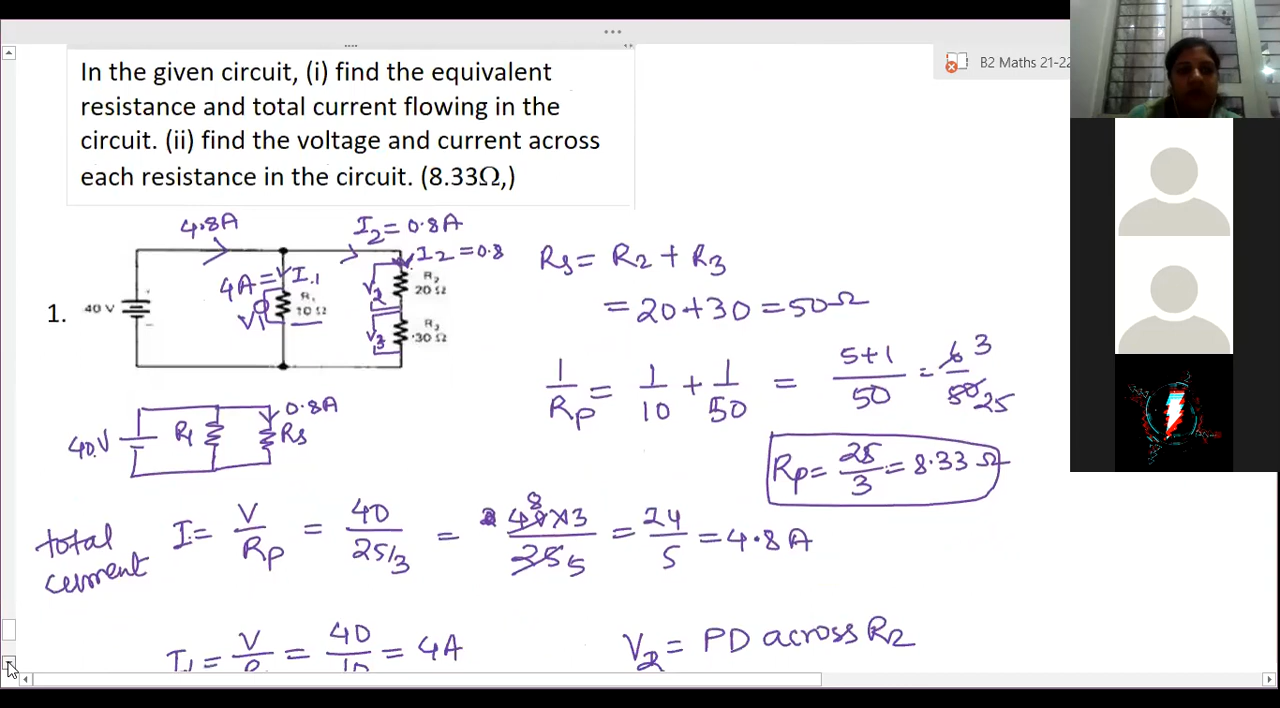 B2 Maths 21-22
In the given circuit, (i) find the equivalent
resistance and total current flowing in the
circuit. (ii) find the voltage and current across
each resistance in the circuit. (8.33Ω,)
4.8A
I2 = 0.8A
I2 = 0.8
4A = I1
V1
R1
10 Ω
V2
R2
20 Ω
V3
R3
30 Ω
40 V
1.
Rs = R2 + R3
= 20 + 30 = 50Ω
1/Rp = 1/10 + 1/50 = 5+1/50 = 6/50 3/25
Rp = 25/3 = 8.33 Ω
0.8A
40V
R1
Rs
total current
I = V/Rp = 40/25/3 = 40×3/25 8 5 = 24/5 = 4.8 A
I1 = V/ = 40/10 = 4A
V2 = PD across R2